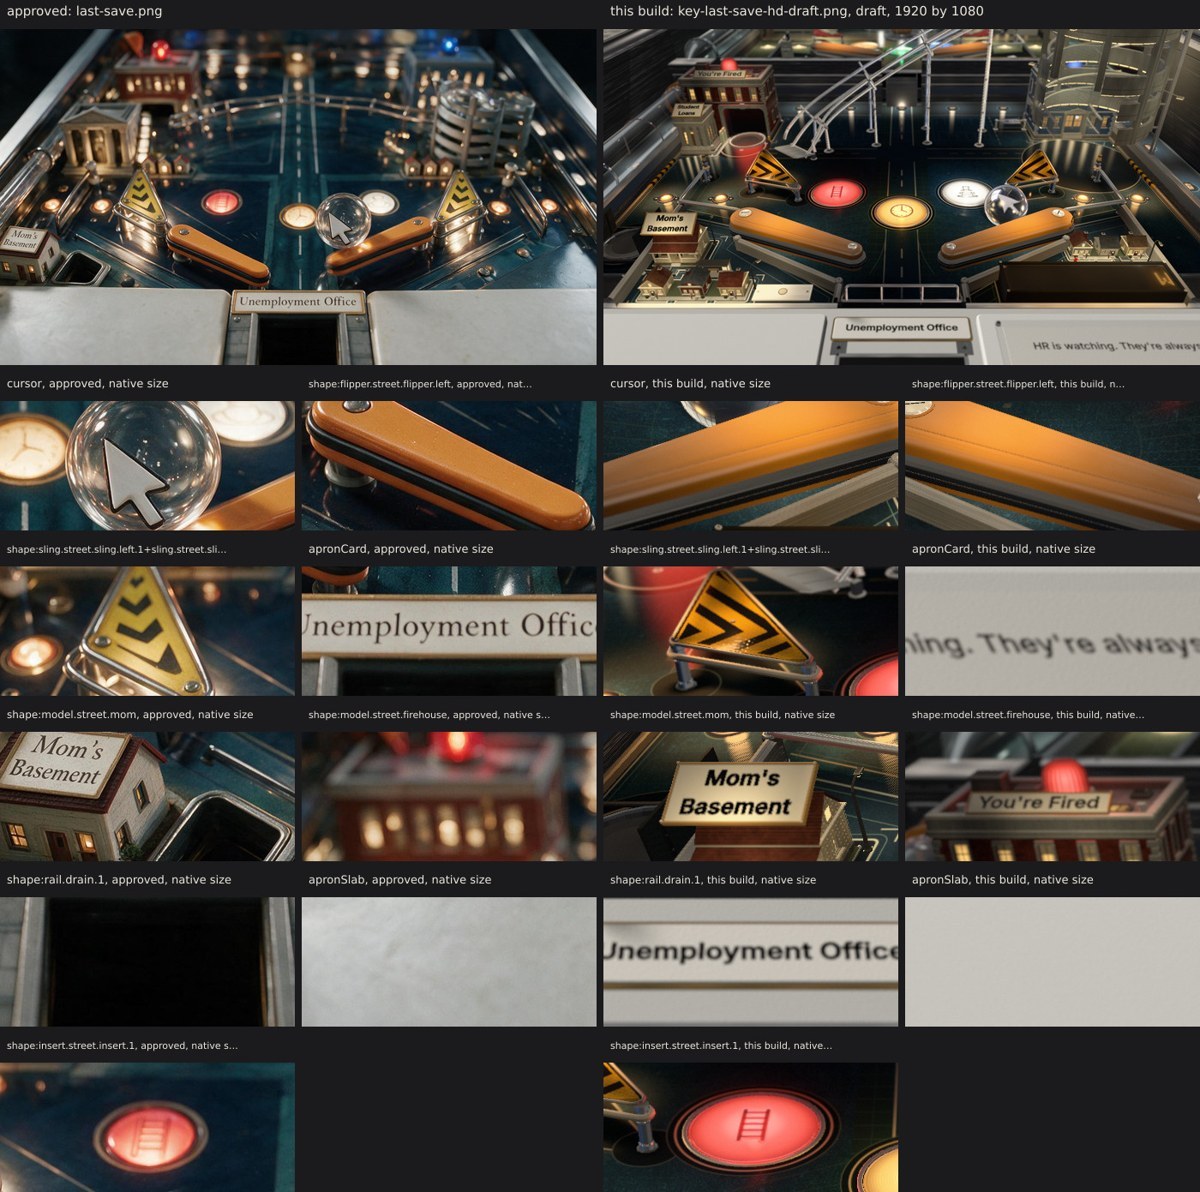 approved: last-save.png
this build: key-last-save-hd-draft.png, draft, 1920 by 1080
Mom's
Basement
Unemployment Office
You're Fired
Student
Loans
Mom's
Basement
Unemployment Office
HR is watching. They're always
cursor, approved, native size
shape:flipper.street.flipper.left, approved, nat...
cursor, this build, native size
shape:flipper.street.flipper.left, this build, n...
shape:sling.street.sling.left.1+sling.street.sli...
apronCard, approved, native size
shape:sling.street.sling.left.1+sling.street.sli...
apronCard, this build, native size
Unemployment Office
hing. They're always
shape:model.street.mom, approved, native size
shape:model.street.firehouse, approved, native s...
shape:model.street.mom, this build, native size
shape:model.street.firehouse, this build, native...
Mom's
Basement
Mom's
Basement
You're Fired
shape:rail.drain.1, approved, native size
apronSlab, approved, native size
shape:rail.drain.1, this build, native size
apronSlab, this build, native size
Unemployment Office
shape:insert.street.insert.1, approved, native s...
shape:insert.street.insert.1, this build, native...